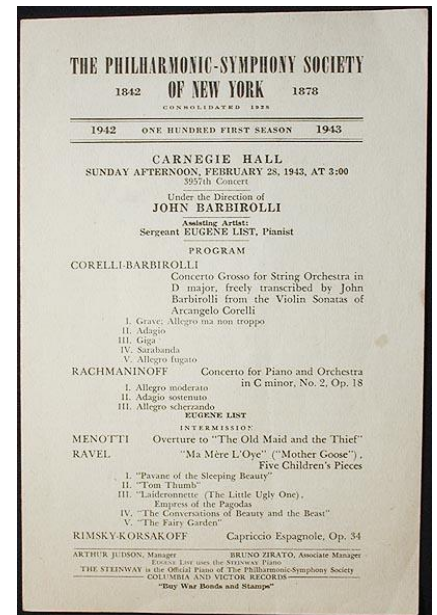 THE PHILHARMONIC-SYMPHONY SOCIETY
1842 OF NEW YORK 1878
CONSOLIDATED 1928
1942 ONE HUNDRED FIRST SEASON 1943
CARNEGIE HALL
SUNDAY AFTERNOON, FEBRUARY 28, 1943, AT 3:00
3957th Concert
Under the Direction of
JOHN BARBIROLLI
Assisting Artist:
Sergeant EUGENE LIST, Pianist
PROGRAM
CORELLI-BARBIROLLI
Concerto Grosso for String Orchestra in
D major, freely transcribed by John
Barbirolli from the Violin Sonatas of
Arcangelo Corelli
I. Grave; Allegro ma non troppo
II. Adagio
III. Giga
IV. Sarabanda
V. Allegro fugato
RACHMANINOFF Concerto for Piano and Orchestra
in C minor, No. 2, Op. 18
I. Allegro moderato
II. Adagio sostenuto
III. Allegro scherzando
EUGENE LIST
INTERMISSION
MENOTTI Overture to "The Old Maid and the Thief"
RAVEL "Ma Mère L'Oye" ("Mother Goose"),
Five Children's Pieces
I. "Pavane of the Sleeping Beauty"
II. "Tom Thumb"
III. "Laideronnette (The Little Ugly One),
Empress of the Pagodas
IV. "The Conversations of Beauty and the Beast"
V. "The Fairy Garden"
RIMSKY-KORSAKOFF Capriccio Espagnole, Op. 34
ARTHUR JUDSON, Manager BRUNO ZIRATO, Associate Manager
EUGENE LIST uses the STEINWAY PIANO
THE STEINWAY is the Official Piano of The Philharmonic-Symphony Society
COLUMBIA AND VICTOR RECORDS
"Buy War Bonds and Stamps"